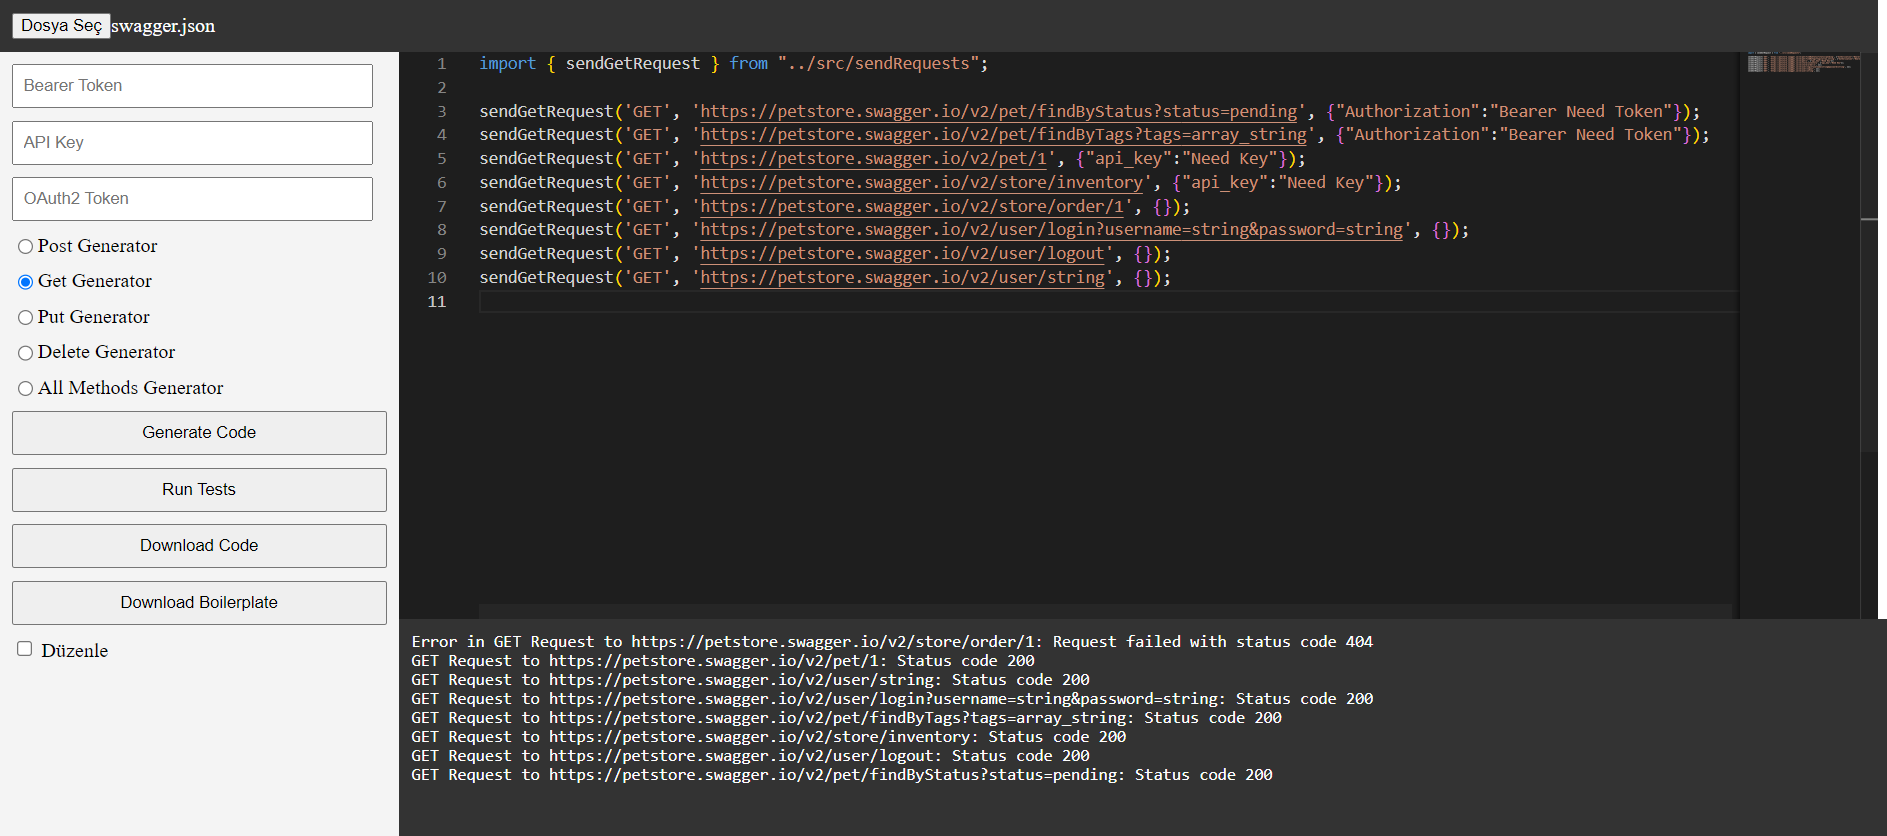 Dosya Seç swagger.json
Bearer Token
API Key
OAuth2 Token
Post Generator
Get Generator
Put Generator
Delete Generator
All Methods Generator
Generate Code
Run Tests
Download Code
Download Boilerplate
Düzenle
1 import { sendGetRequest } from "../src/sendRequests";
2
3 sendGetRequest('GET', 'https://petstore.swagger.io/v2/pet/findByStatus?status=pending', {"Authorization":"Bearer Need Token"});
4 sendGetRequest('GET', 'https://petstore.swagger.io/v2/pet/findByTags?tags=array_string', {"Authorization":"Bearer Need Token"});
5 sendGetRequest('GET', 'https://petstore.swagger.io/v2/pet/1', {"api_key":"Need Key"});
6 sendGetRequest('GET', 'https://petstore.swagger.io/v2/store/inventory', {"api_key":"Need Key"});
7 sendGetRequest('GET', 'https://petstore.swagger.io/v2/store/order/1', {});
8 sendGetRequest('GET', 'https://petstore.swagger.io/v2/user/login?username=string&password=string', {});
9 sendGetRequest('GET', 'https://petstore.swagger.io/v2/user/logout', {});
10 sendGetRequest('GET', 'https://petstore.swagger.io/v2/user/string', {});
11
Error in GET Request to https://petstore.swagger.io/v2/store/order/1: Request failed with status code 404
GET Request to https://petstore.swagger.io/v2/pet/1: Status code 200
GET Request to https://petstore.swagger.io/v2/user/string: Status code 200
GET Request to https://petstore.swagger.io/v2/user/login?username=string&password=string: Status code 200
GET Request to https://petstore.swagger.io/v2/pet/findByTags?tags=array_string: Status code 200
GET Request to https://petstore.swagger.io/v2/store/inventory: Status code 200
GET Request to https://petstore.swagger.io/v2/user/logout: Status code 200
GET Request to https://petstore.swagger.io/v2/pet/findByStatus?status=pending: Status code 200